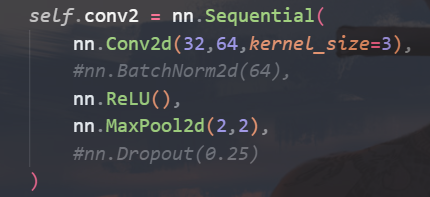 self.conv2 = nn.Sequential(
    nn.Conv2d(32,64,kernel_size=3),
    #nn.BatchNorm2d(64),
    nn.ReLU(),
    nn.MaxPool2d(2,2),
    #nn.Dropout(0.25)
)